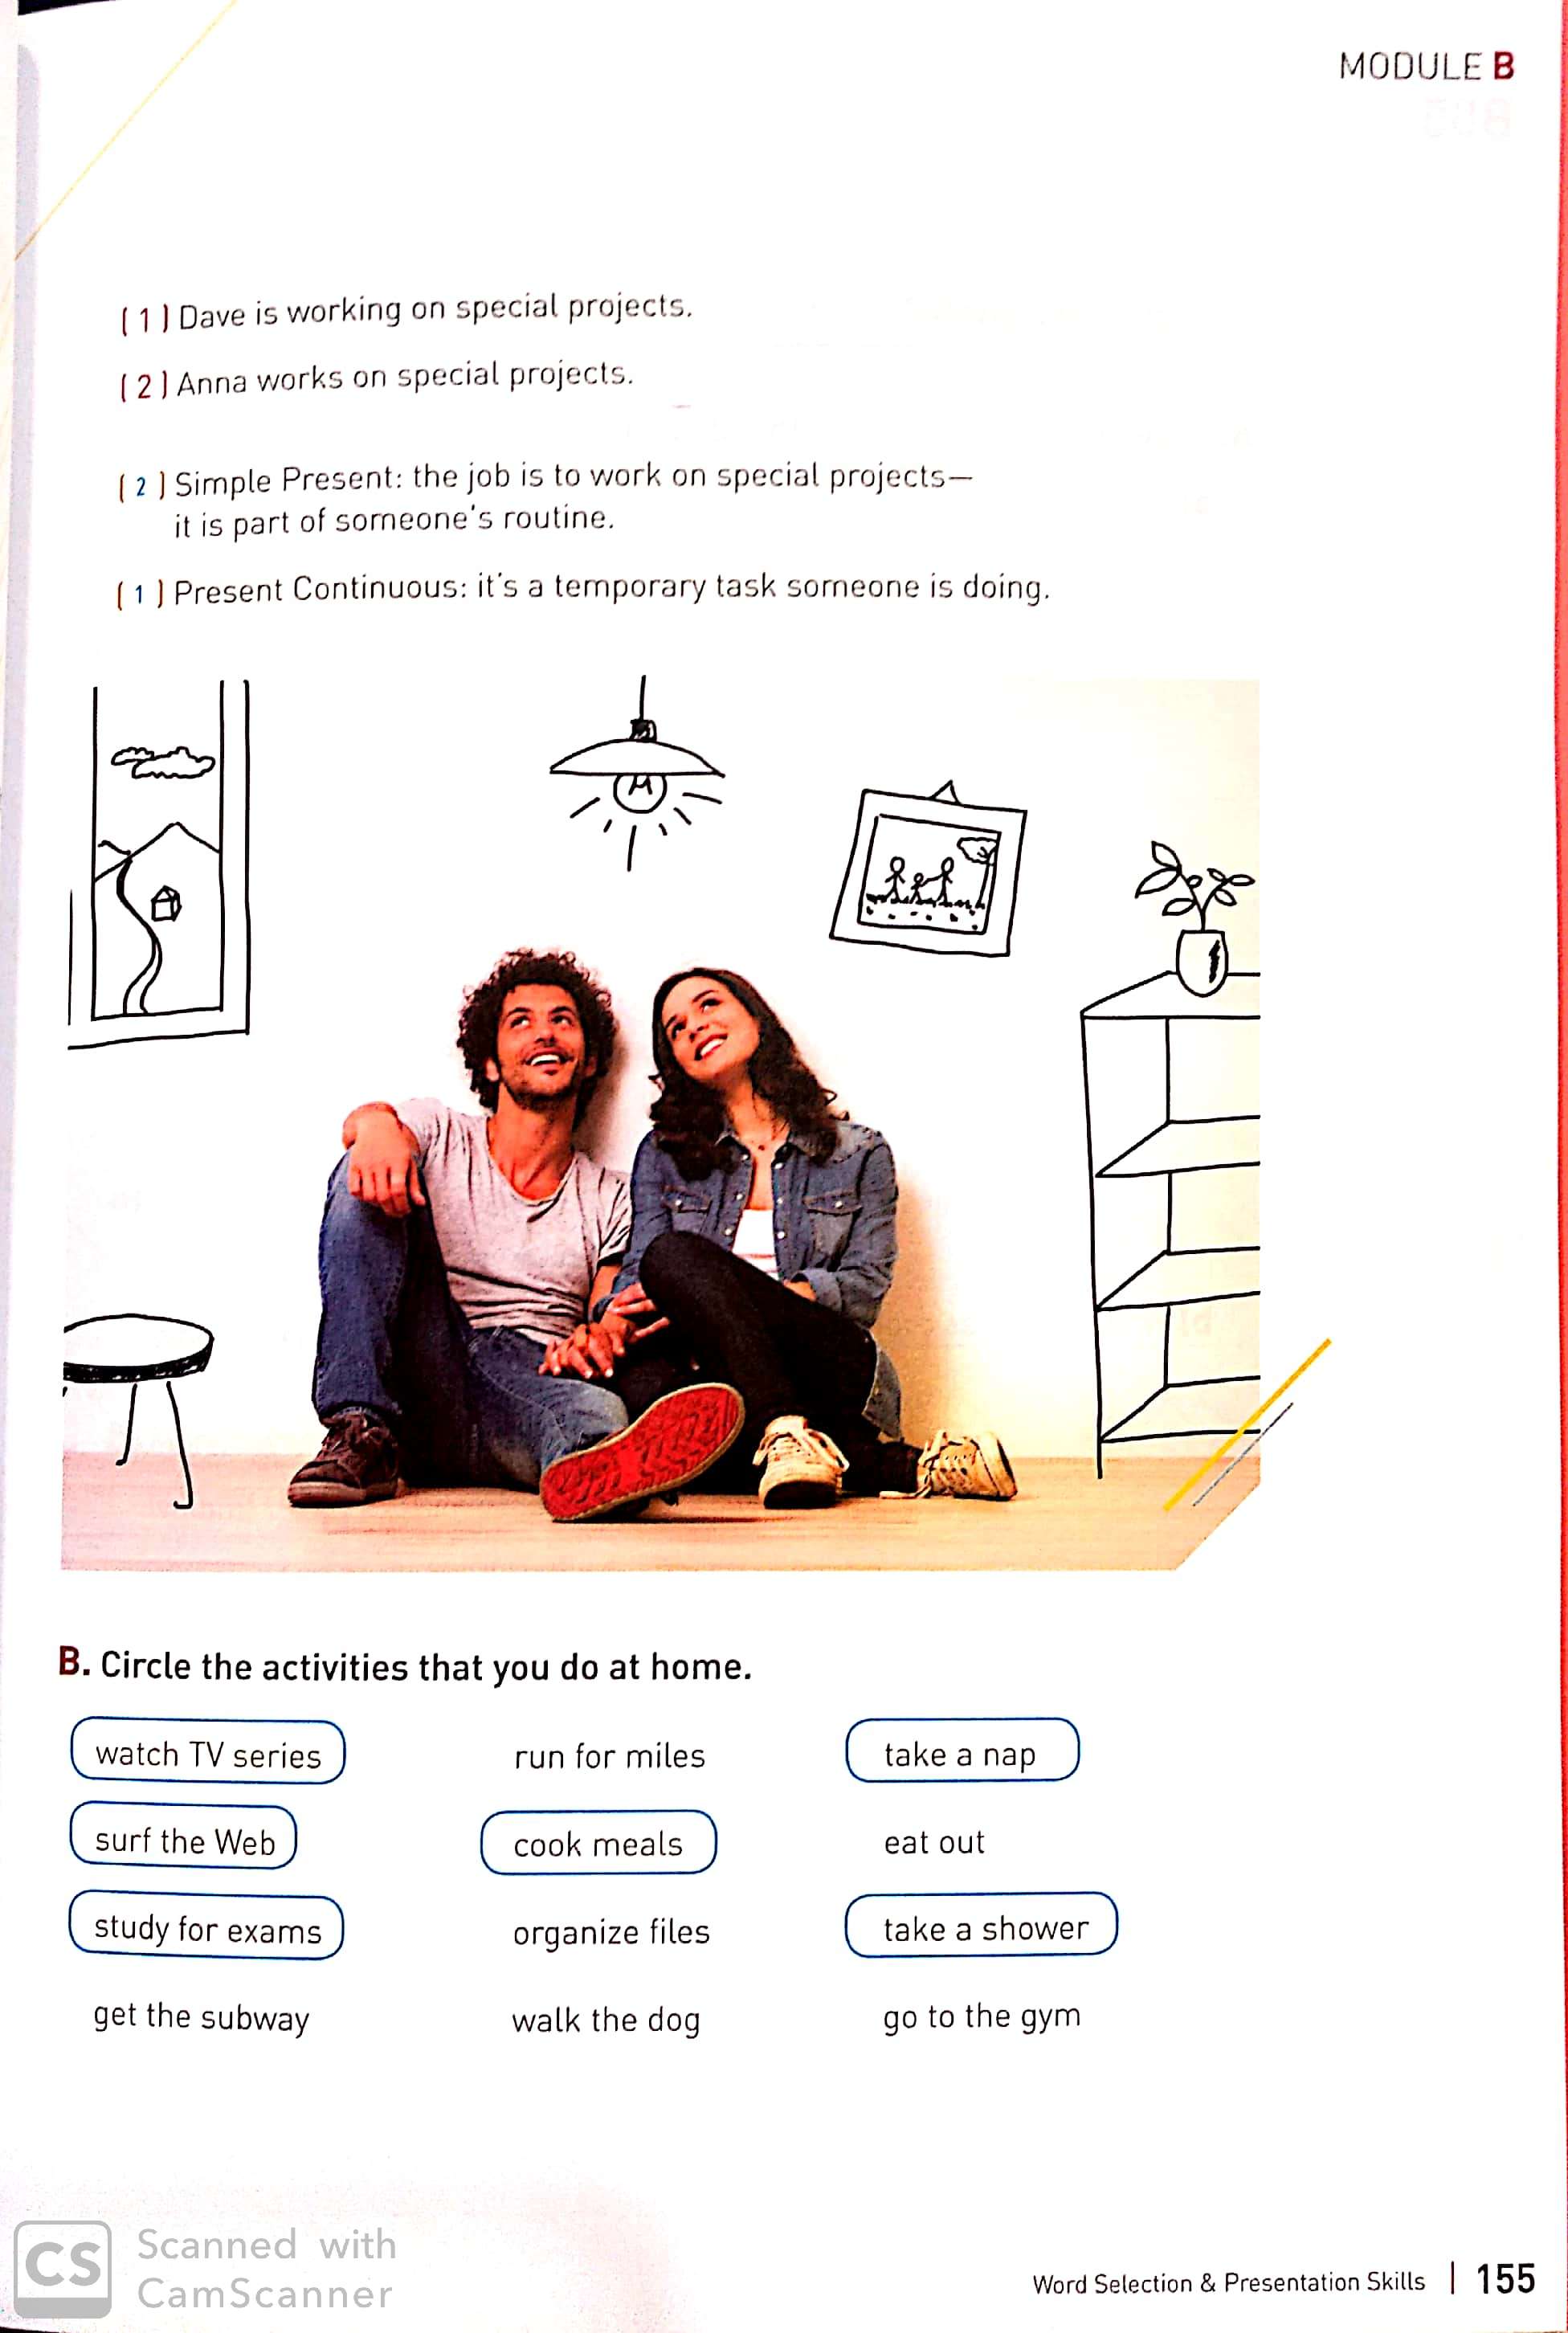 MODULE B
( 1 ) Dave is working on special projects.
( 2 ) Anna works on special projects.
( 2 ) Simple Present: the job is to work on special projects—
it is part of someone's routine.
( 1 ) Present Continuous: it's a temporary task someone is doing.
B. Circle the activities that you do at home.
watch TV series run for miles take a nap
surf the Web cook meals eat out
study for exams organize files take a shower
get the subway walk the dog go to the gym
CS Scanned with
CamScanner
Word Selection & Presentation Skills | 155